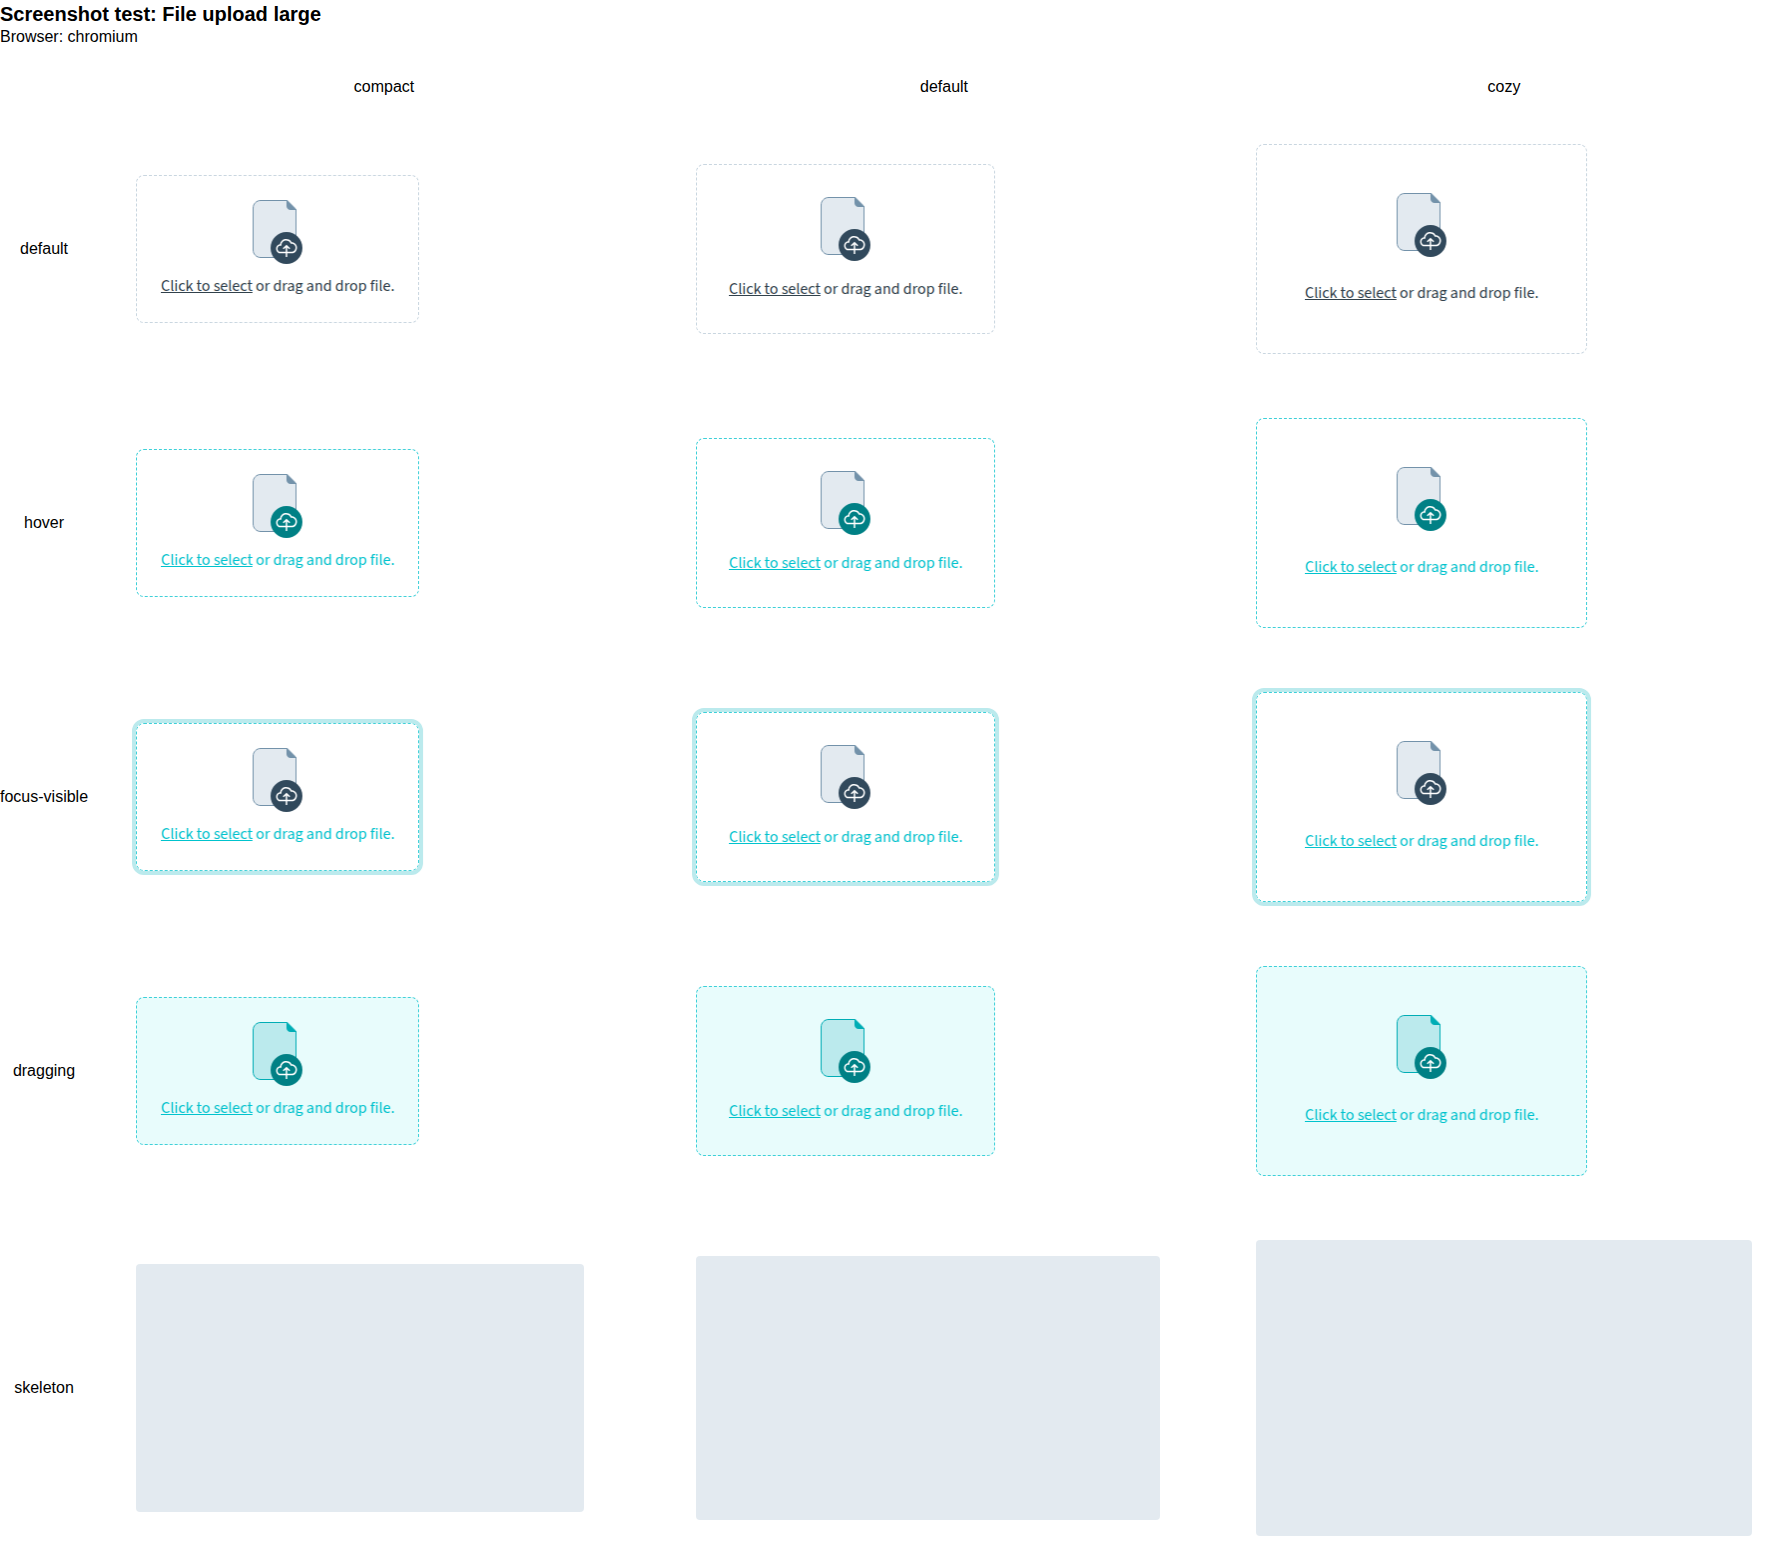 Screenshot test: File upload large
Browser: chromium
compact default cozy
default
Click to select or drag and drop file.
Click to select or drag and drop file.
Click to select or drag and drop file.
hover
Click to select or drag and drop file.
Click to select or drag and drop file.
Click to select or drag and drop file.
focus-visible
Click to select or drag and drop file.
Click to select or drag and drop file.
Click to select or drag and drop file.
dragging
Click to select or drag and drop file.
Click to select or drag and drop file.
Click to select or drag and drop file.
skeleton